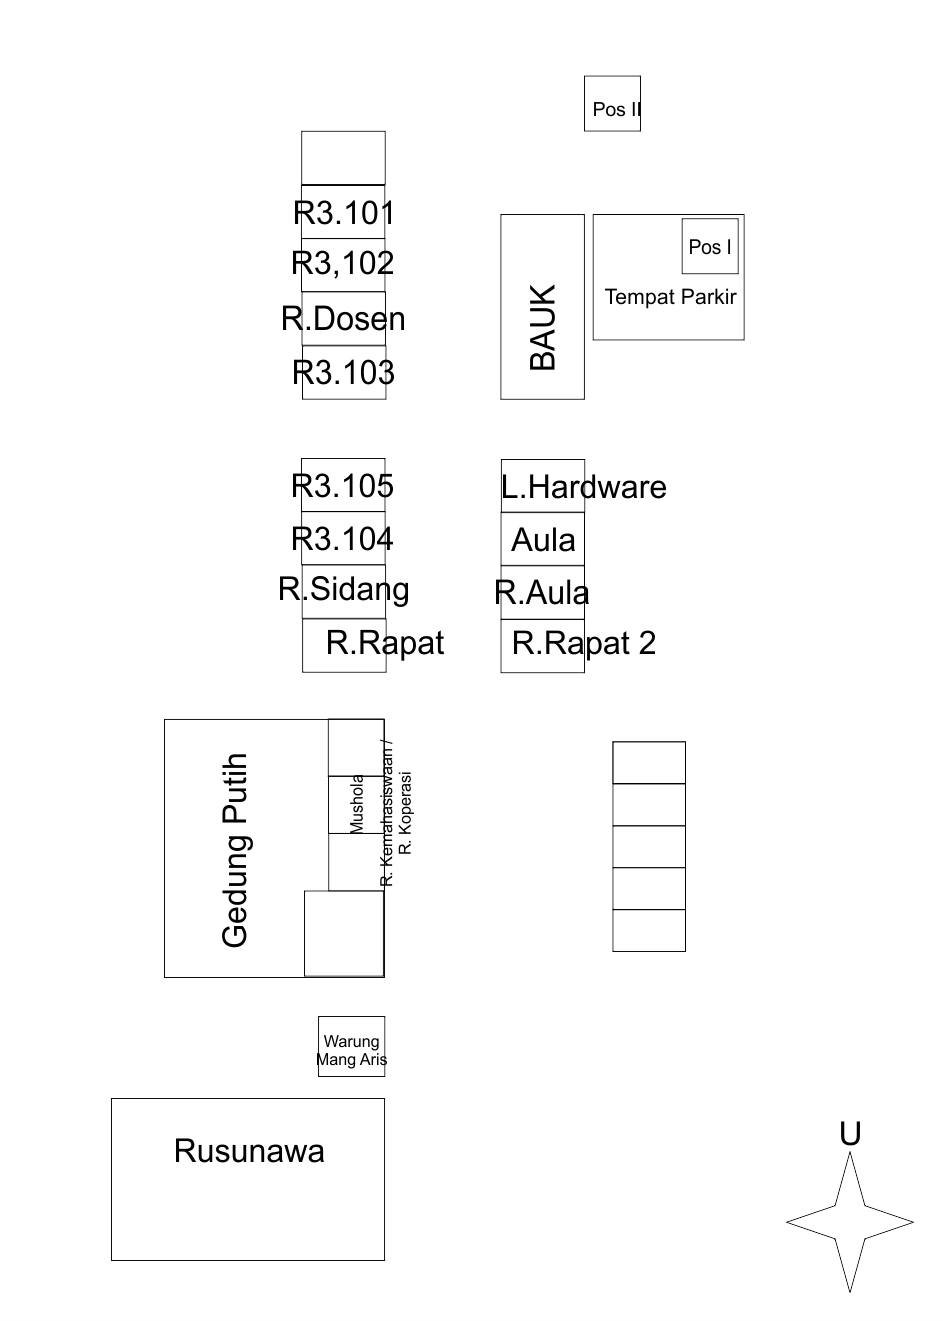 Pos II
R3.101
Pos I
R3,102
Tempat Parkir
R.Dosen
BAUK
R3.103
R3.105
L.Hardware
R3.104
Aula
R.Sidang
R.Aula
R.Rapat
R.Rapat 2
Gedung Putih
Mushola
R. Kemahasiswaan /
R. Koperasi
Warung
Mang Aris
Rusunawa
U